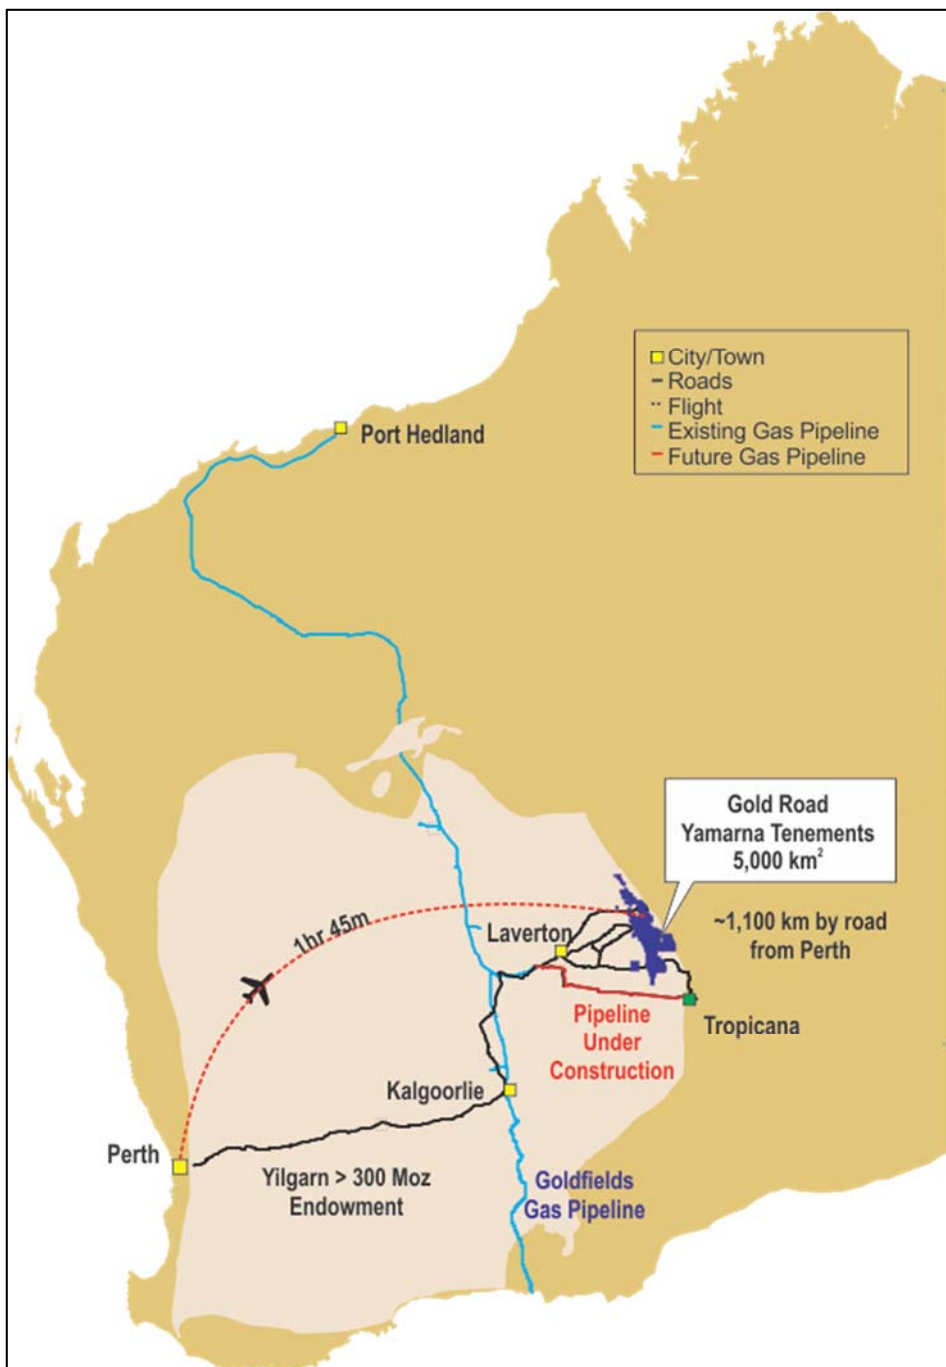 City/Town
Roads
Flight
Existing Gas Pipeline
Future Gas Pipeline
Port Hedland
Gold Road
Yamarna Tenements
5,000 km²
~1,100 km by road
from Perth
1hr 45m
Laverton
Tropicana
Pipeline
Under
Construction
Kalgoorlie
Perth
Yilgarn > 300 Moz
Endowment
Goldfields
Gas Pipeline